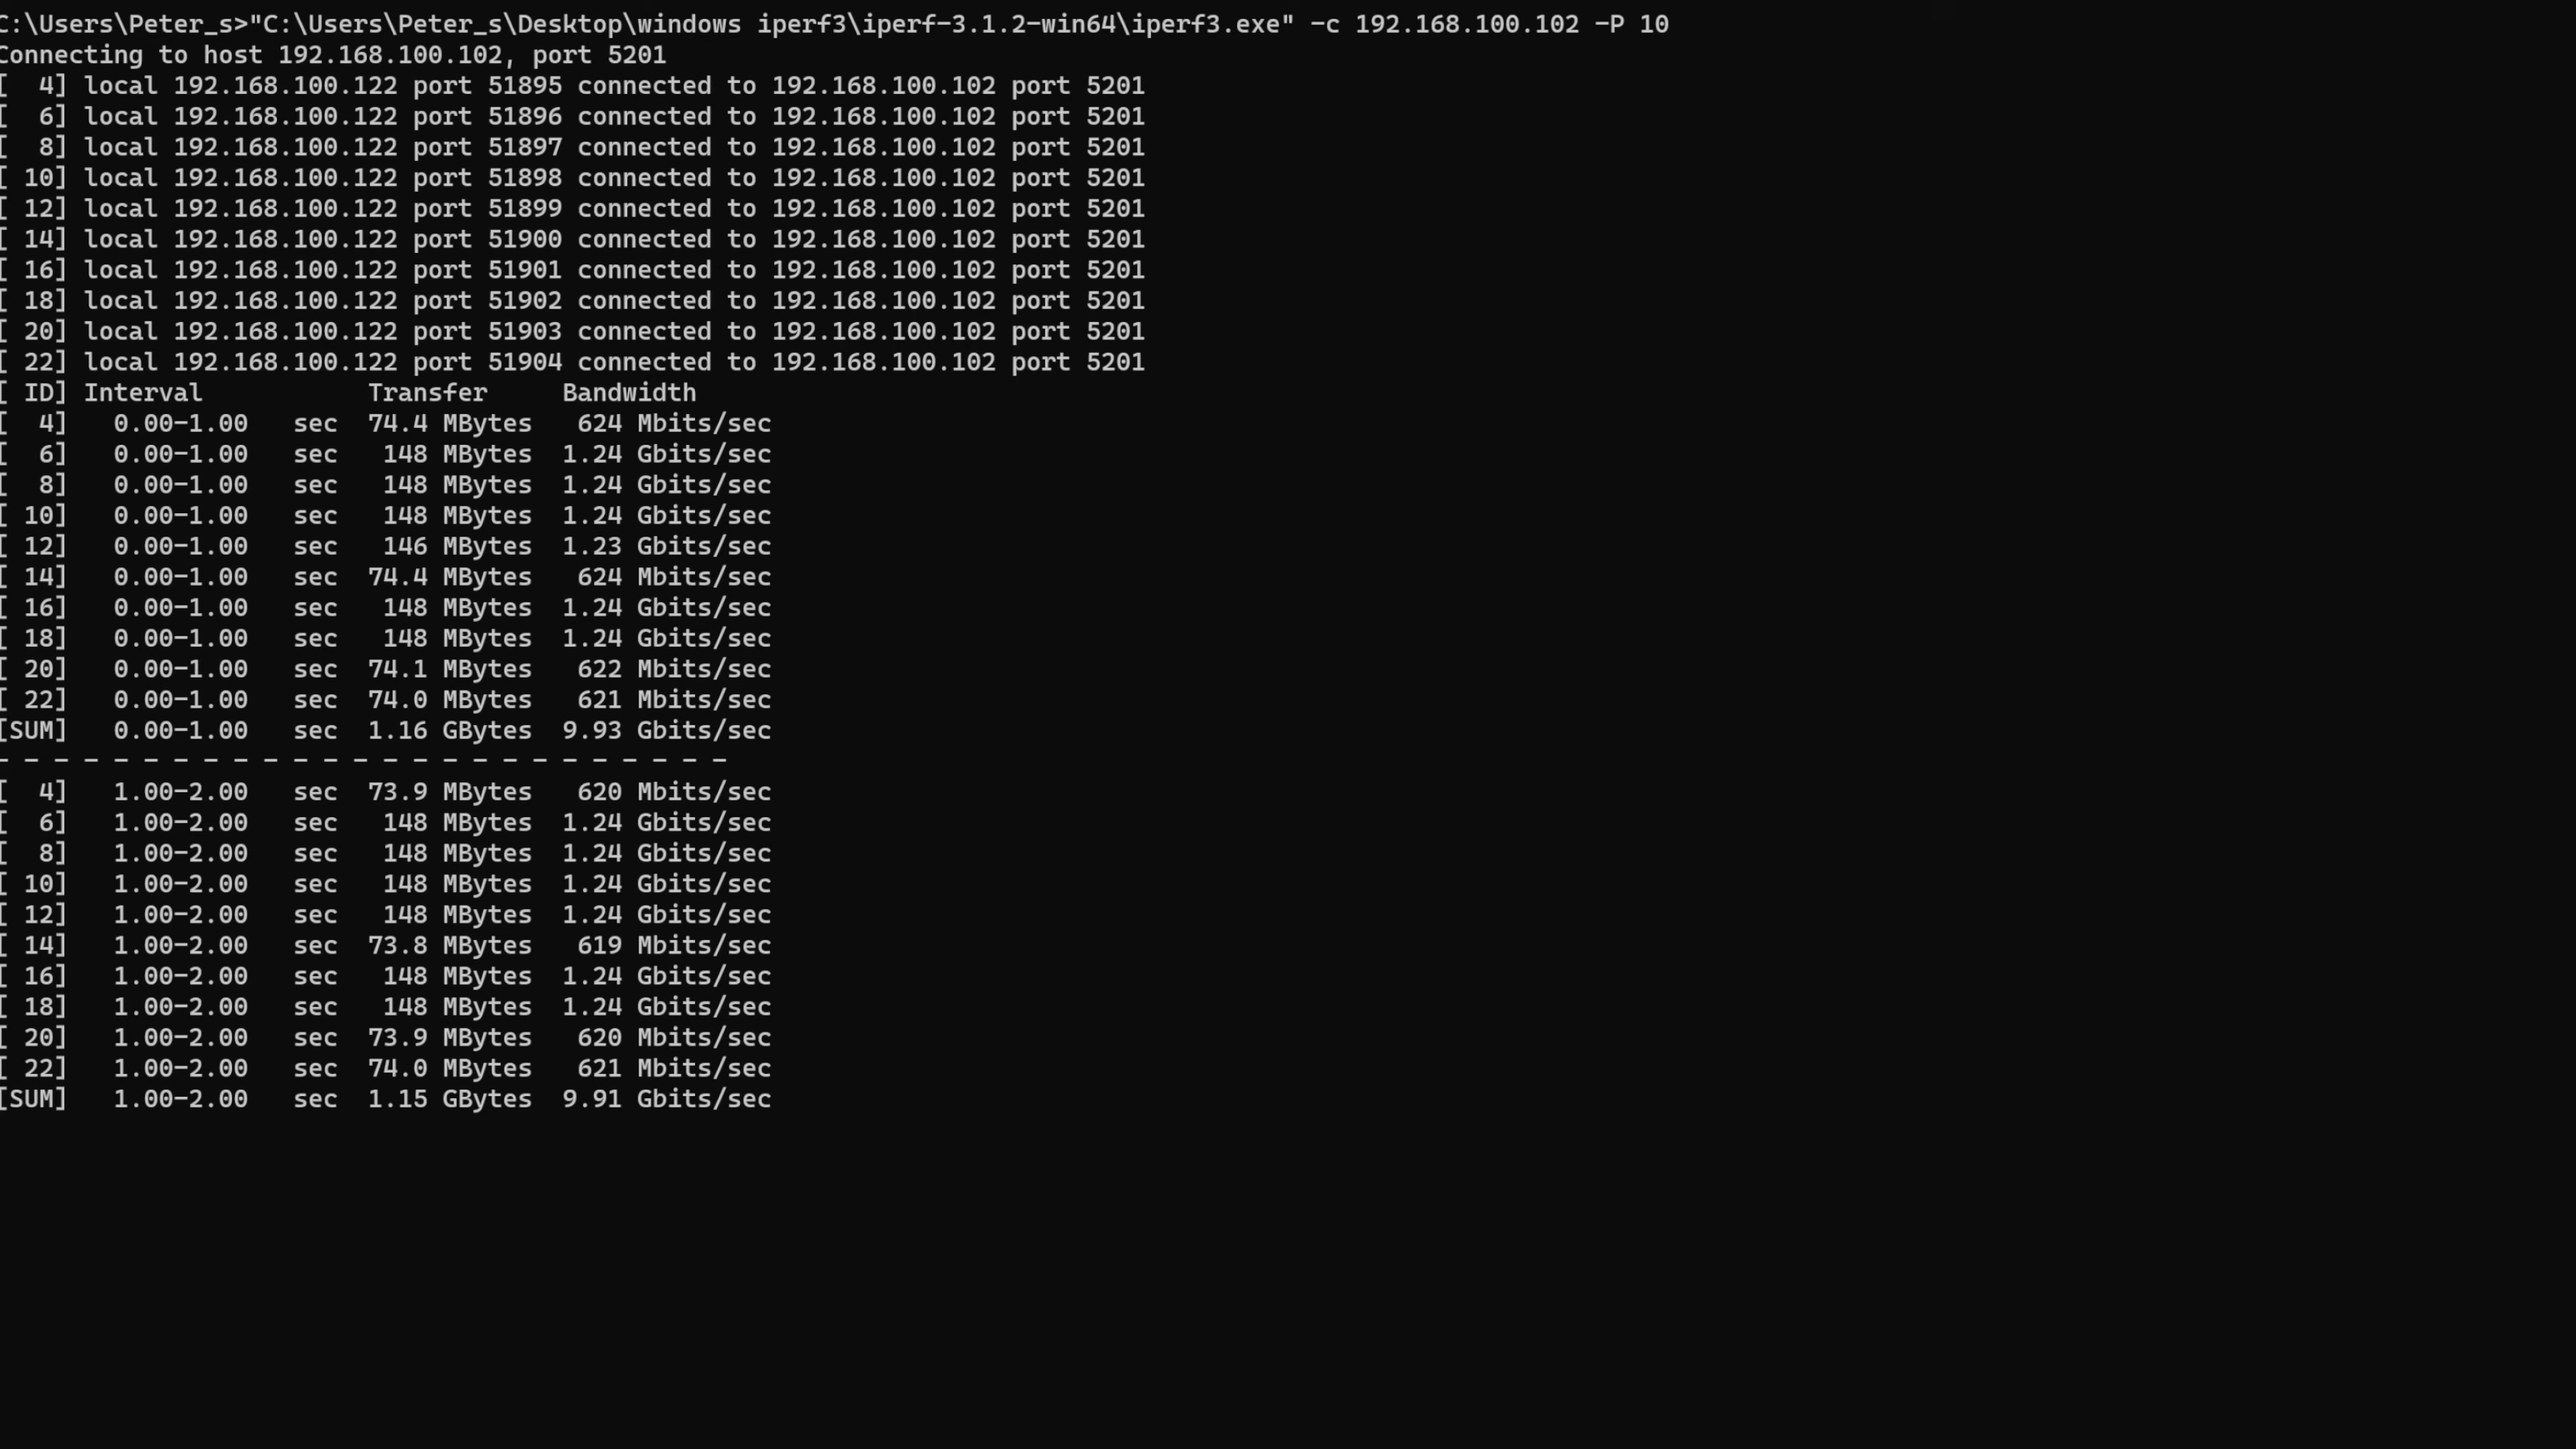 C:\Users\Peter_s>"C:\Users\Peter_s\Desktop\windows iperf3\iperf-3.1.2-win64\iperf3.exe" -c 192.168.100.102 -P 10
Connecting to host 192.168.100.102, port 5201
[  4] local 192.168.100.122 port 51895 connected to 192.168.100.102 port 5201
[  6] local 192.168.100.122 port 51896 connected to 192.168.100.102 port 5201
[  8] local 192.168.100.122 port 51897 connected to 192.168.100.102 port 5201
[ 10] local 192.168.100.122 port 51898 connected to 192.168.100.102 port 5201
[ 12] local 192.168.100.122 port 51899 connected to 192.168.100.102 port 5201
[ 14] local 192.168.100.122 port 51900 connected to 192.168.100.102 port 5201
[ 16] local 192.168.100.122 port 51901 connected to 192.168.100.102 port 5201
[ 18] local 192.168.100.122 port 51902 connected to 192.168.100.102 port 5201
[ 20] local 192.168.100.122 port 51903 connected to 192.168.100.102 port 5201
[ 22] local 192.168.100.122 port 51904 connected to 192.168.100.102 port 5201
[ ID] Interval           Transfer     Bandwidth
[  4]   0.00-1.00   sec  74.4 MBytes   624 Mbits/sec
[  6]   0.00-1.00   sec   148 MBytes  1.24 Gbits/sec
[  8]   0.00-1.00   sec   148 MBytes  1.24 Gbits/sec
[ 10]   0.00-1.00   sec   148 MBytes  1.24 Gbits/sec
[ 12]   0.00-1.00   sec   146 MBytes  1.23 Gbits/sec
[ 14]   0.00-1.00   sec  74.4 MBytes   624 Mbits/sec
[ 16]   0.00-1.00   sec   148 MBytes  1.24 Gbits/sec
[ 18]   0.00-1.00   sec   148 MBytes  1.24 Gbits/sec
[ 20]   0.00-1.00   sec  74.1 MBytes   622 Mbits/sec
[ 22]   0.00-1.00   sec  74.0 MBytes   621 Mbits/sec
[SUM]   0.00-1.00   sec  1.16 GBytes  9.93 Gbits/sec
- - - - - - - - - - - - - - - - - - - - - - - - -
[  4]   1.00-2.00   sec  73.9 MBytes   620 Mbits/sec
[  6]   1.00-2.00   sec   148 MBytes  1.24 Gbits/sec
[  8]   1.00-2.00   sec   148 MBytes  1.24 Gbits/sec
[ 10]   1.00-2.00   sec   148 MBytes  1.24 Gbits/sec
[ 12]   1.00-2.00   sec   148 MBytes  1.24 Gbits/sec
[ 14]   1.00-2.00   sec  73.8 MBytes   619 Mbits/sec
[ 16]   1.00-2.00   sec   148 MBytes  1.24 Gbits/sec
[ 18]   1.00-2.00   sec   148 MBytes  1.24 Gbits/sec
[ 20]   1.00-2.00   sec  73.9 MBytes   620 Mbits/sec
[ 22]   1.00-2.00   sec  74.0 MBytes   621 Mbits/sec
[SUM]   1.00-2.00   sec  1.15 GBytes  9.91 Gbits/sec